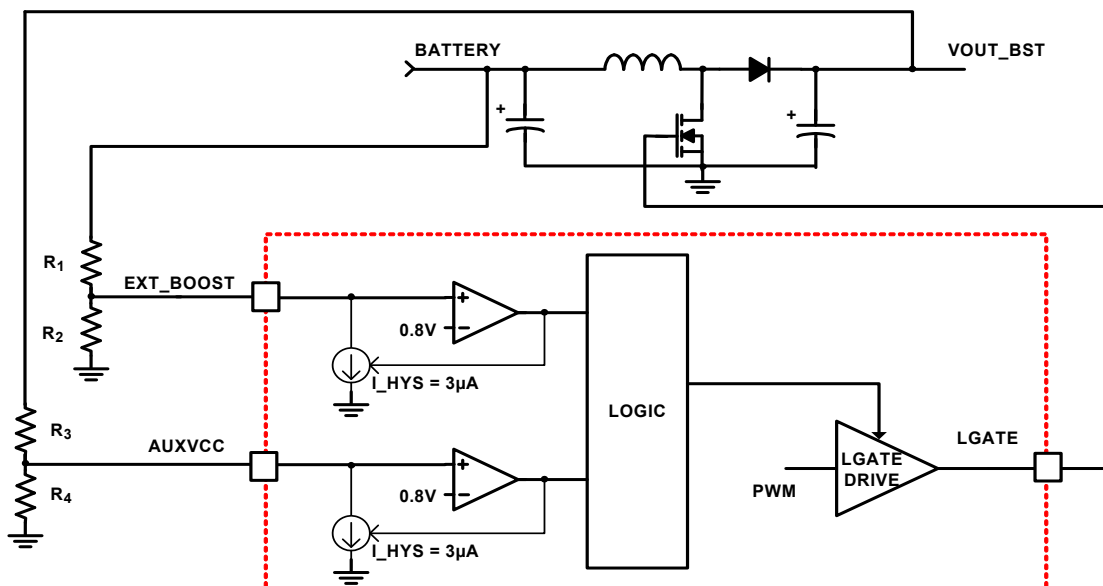 BATTERY
VOUT_BST
+
+
R1
EXT_BOOST
R2
+
0.8V
−
I_HYS = 3µA
LOGIC
R3
AUXVCC
R4
+
0.8V
−
I_HYS = 3µA
LGATE
DRIVE
LGATE
PWM